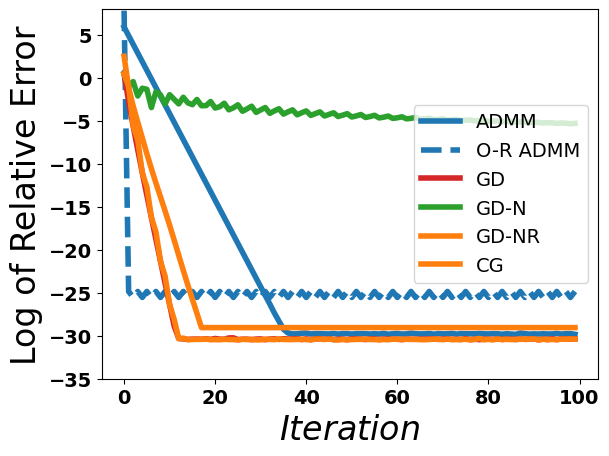 Log of Relative Error
5
0
−5
−10
−15
−20
−25
−30
−35
0
20
40
60
80
100
Iteration
ADMM
O-R ADMM
GD
GD-N
GD-NR
CG